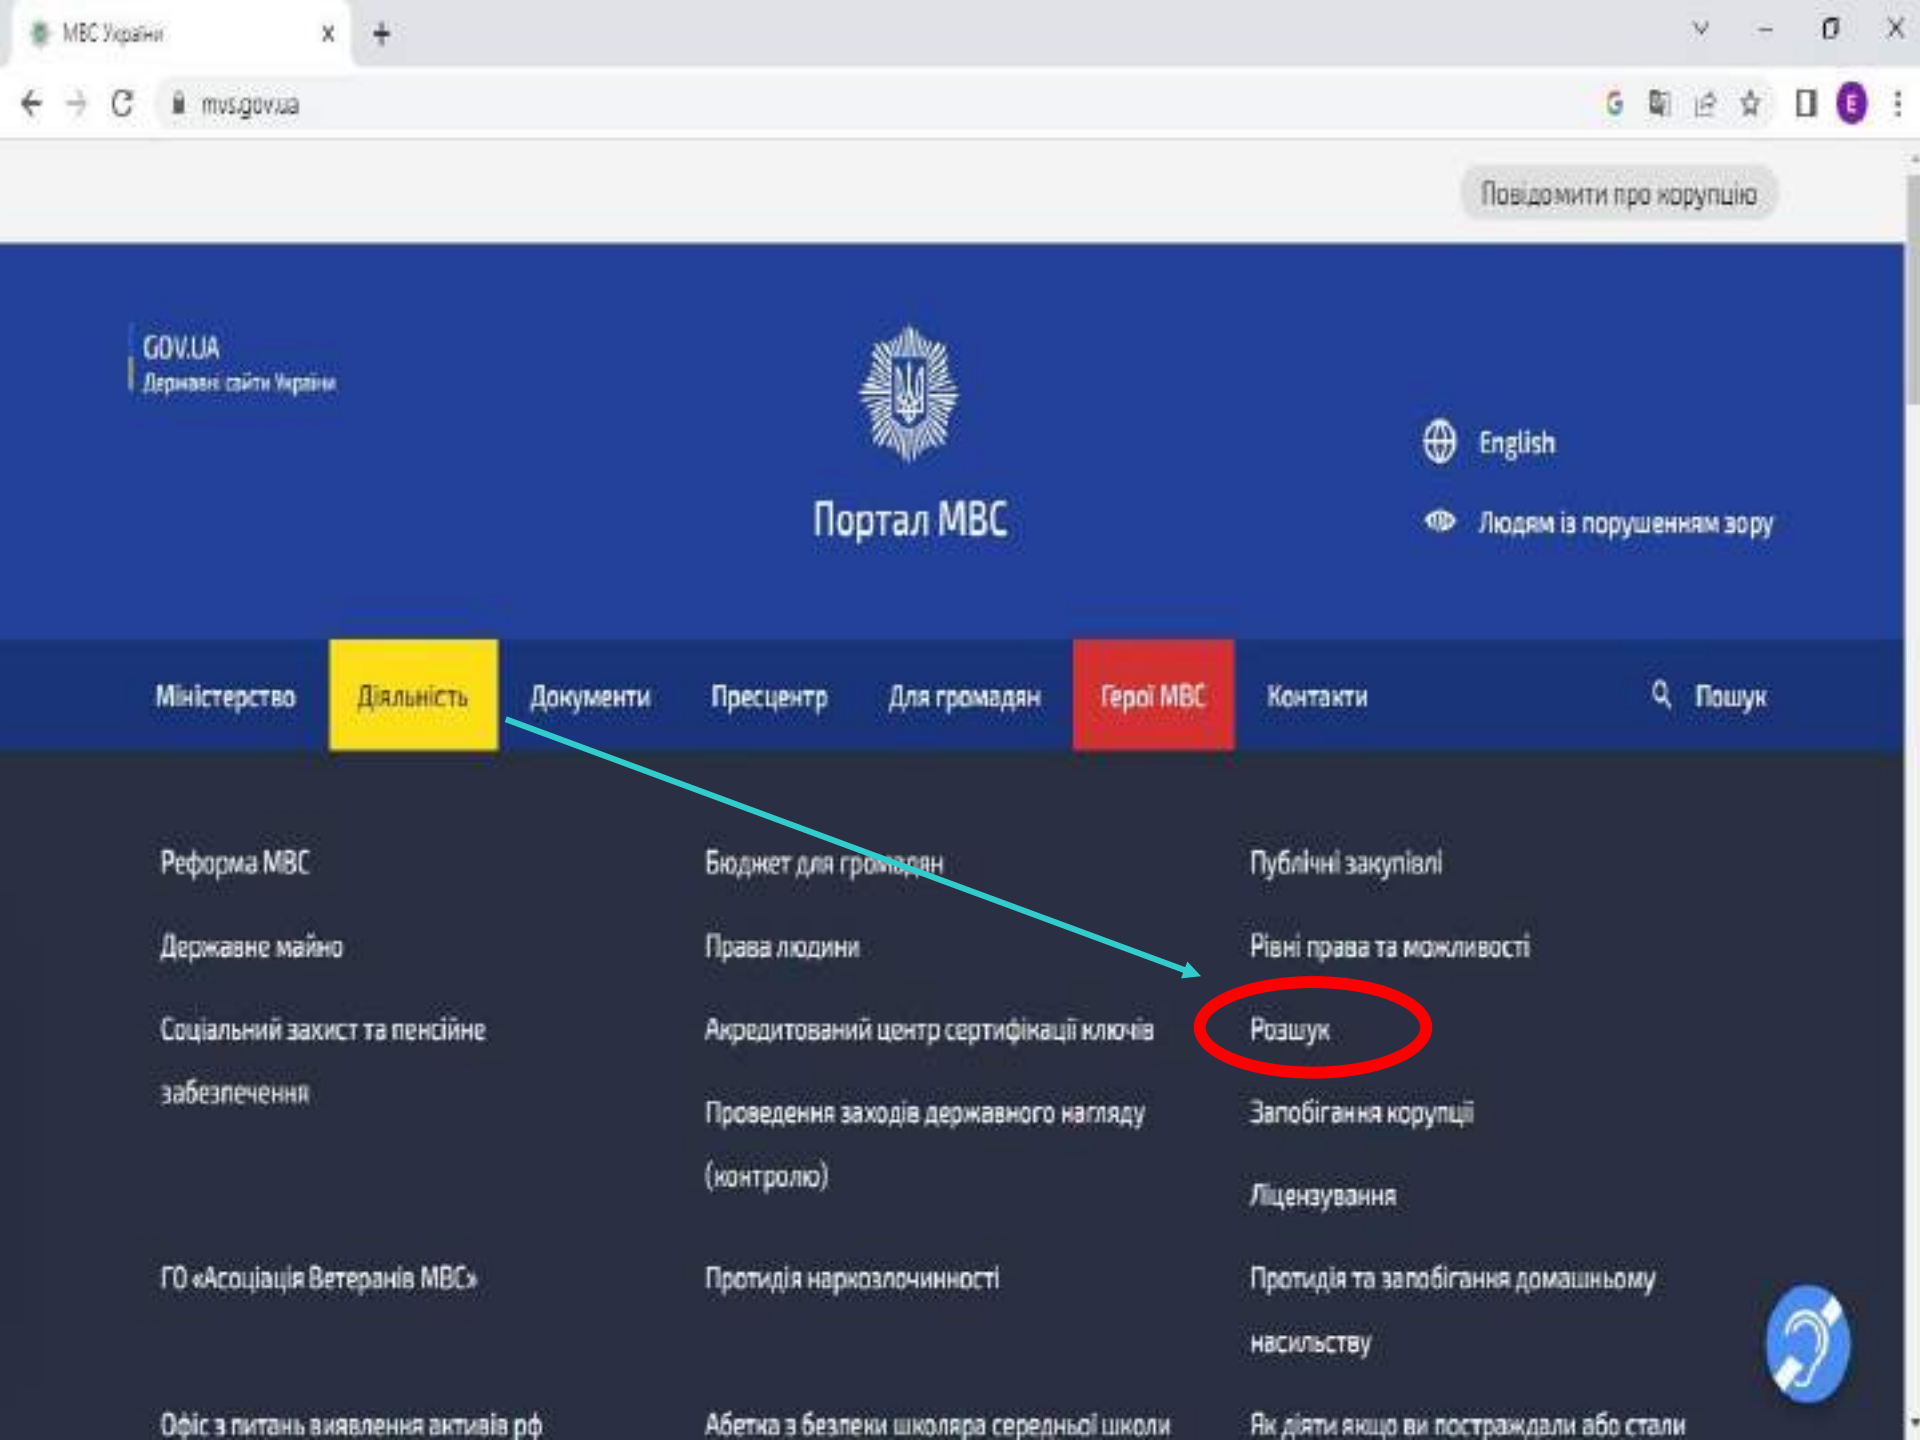 МВС України
mvs.gov.ua
E
Повідомити про корупцію
GOV.UA
Державні сайти України
Портал МВС
English
Людям із порушенням зору
Міністерство Діяльність Документи Пресцентр Для громадян Герої МВС Контакти Пошук
Реформа МВС Бюджет для громадян Публічні закупівлі
Державне майно Права людини Рівні права та можливості
Соціальний захист та пенсійне Акредитований центр сертифікації ключів Розшук
забезпечення
Проведення заходів державного нагляду Запобігання корупції
(контролю)
Ліцензування
ГО «Асоціація Ветеранів МВС» Протидія наркозлочинності Протидія та запобігання домашньому
насильству
Офіс з питань виявлення активів рф Абетка з безпеки школяра середньої школи Як діяти якщо ви постраждали або стали